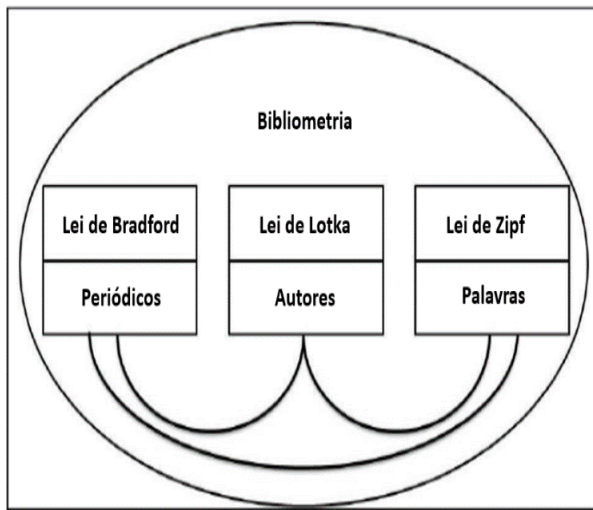 Bibliometria
Lei de Bradford
Lei de Lotka
Lei de Zipf
Periódicos
Autores
Palavras